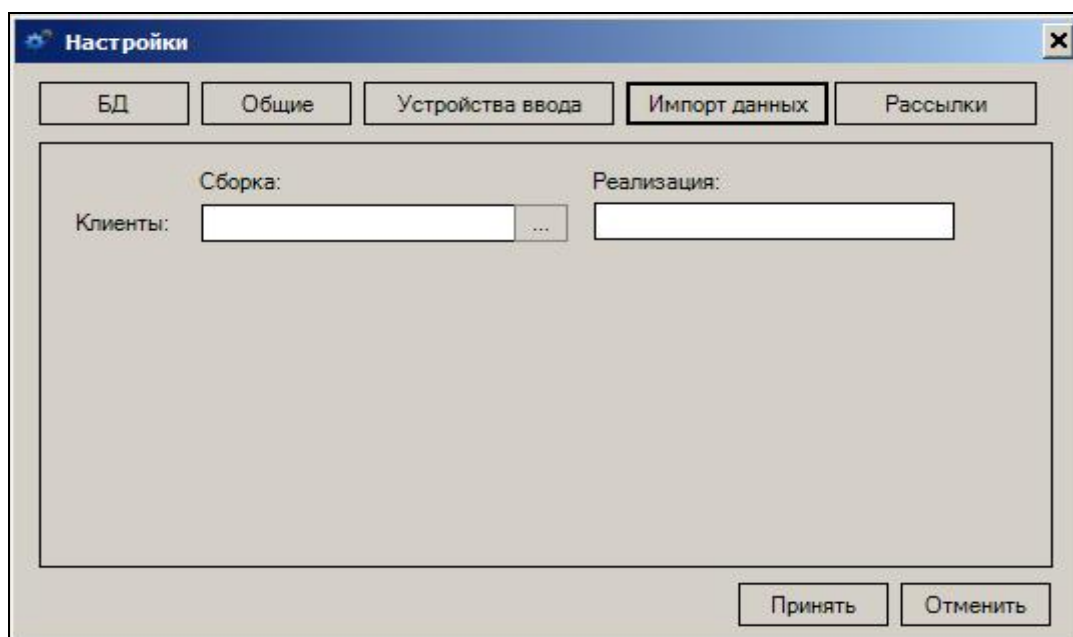 Настройки
БД Общие Устройства ввода Импорт данных Рассылки
Сборка: Реализация:
Клиенты: ...
Принять Отменить